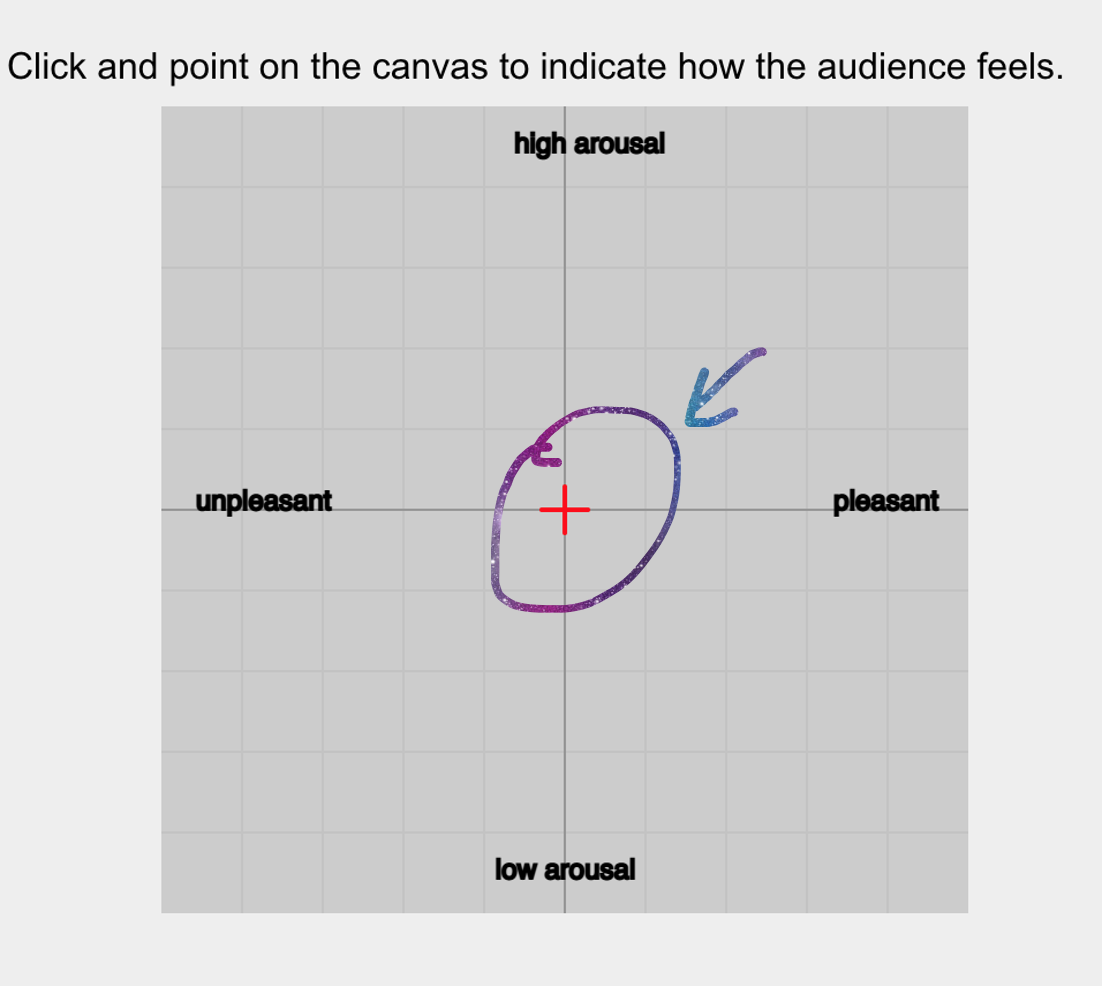 Click and point on the canvas to indicate how the audience feels.
high arousal
unpleasant
pleasant
low arousal